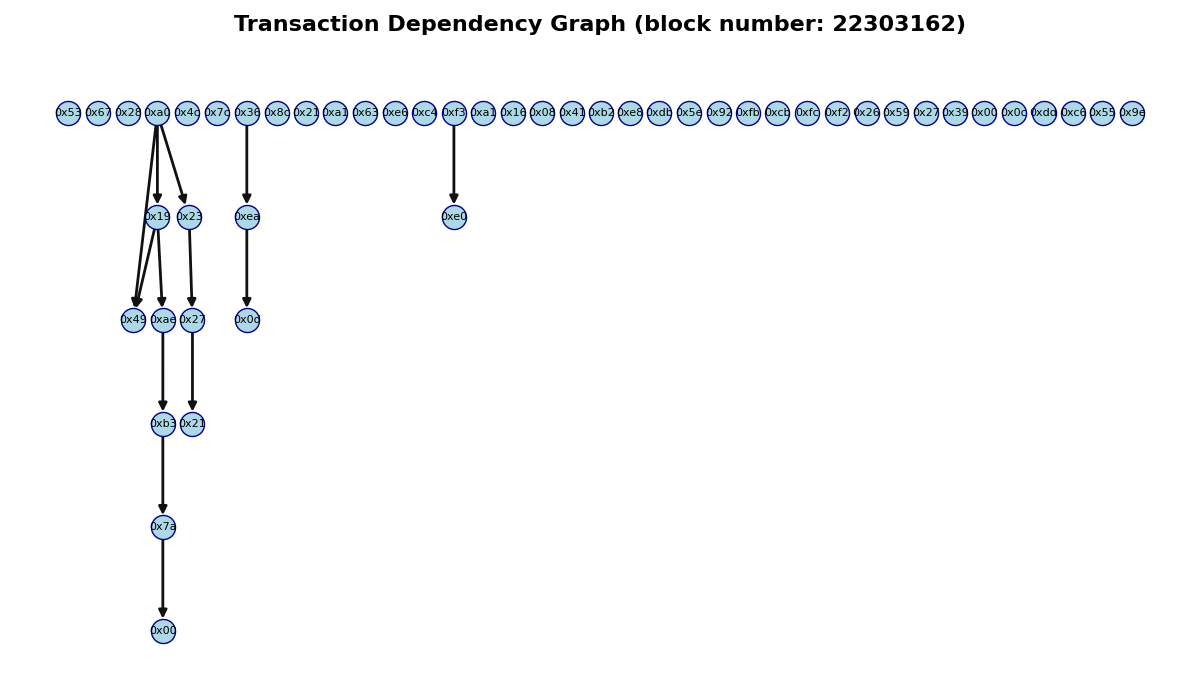 Transaction Dependency Graph (block number: 22303162)
0x53 0x67 0x28 0xa0 0x4c 0x7c 0x36 0x8c 0x21 0xa1 0x63 0xe6 0xc4 0xf3 0xa1 0x16 0x08 0x41 0xb2 0xe8 0xdb 0x5e 0x92 0xfb 0xcb 0xfc 0xf2 0x26 0x59 0x27 0x39 0x00 0x0c 0xdd 0xc6 0x55 0x9e
0x19 0x23 0xea 0xe0
0x49 0xae 0x27 0x0d
0xb3 0x21
0x7a
0x00